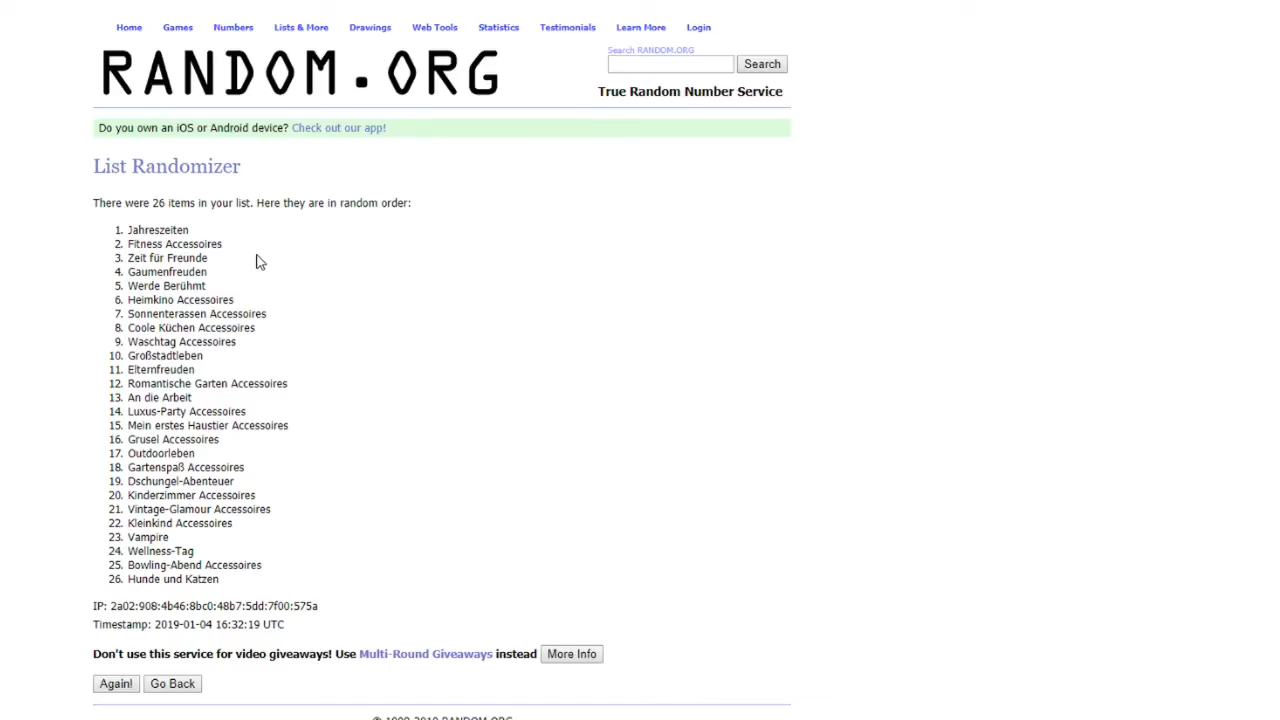 Home Games Numbers Lists & More Drawings Web Tools Statistics Testimonials Learn More Login
RANDOM.ORG
Search RANDOM.ORG
Search
True Random Number Service
Do you own an iOS or Android device? Check out our app!
List Randomizer
There were 26 items in your list. Here they are in random order:
1. Jahreszeiten
2. Fitness Accessoires
3. Zeit für Freunde
4. Gaumenfreuden
5. Werde Berühmt
6. Heimkino Accessoires
7. Sonnenterassen Accessoires
8. Coole Küchen Accessoires
9. Waschtag Accessoires
10. Großstadtleben
11. Elternfreuden
12. Romantische Garten Accessoires
13. An die Arbeit
14. Luxus-Party Accessoires
15. Mein erstes Haustier Accessoires
16. Grusel Accessoires
17. Outdoorleben
18. Gartenspaß Accessoires
19. Dschungel-Abenteuer
20. Kinderzimmer Accessoires
21. Vintage-Glamour Accessoires
22. Kleinkind Accessoires
23. Vampire
24. Wellness-Tag
25. Bowling-Abend Accessoires
26. Hunde und Katzen
IP: 2a02:908:4b46:8bc0:48b7:5dd:7f00:575a
Timestamp: 2019-01-04 16:32:19 UTC
Don't use this service for video giveaways! Use Multi-Round Giveaways instead More Info
Again! Go Back
RANDOM.ORG